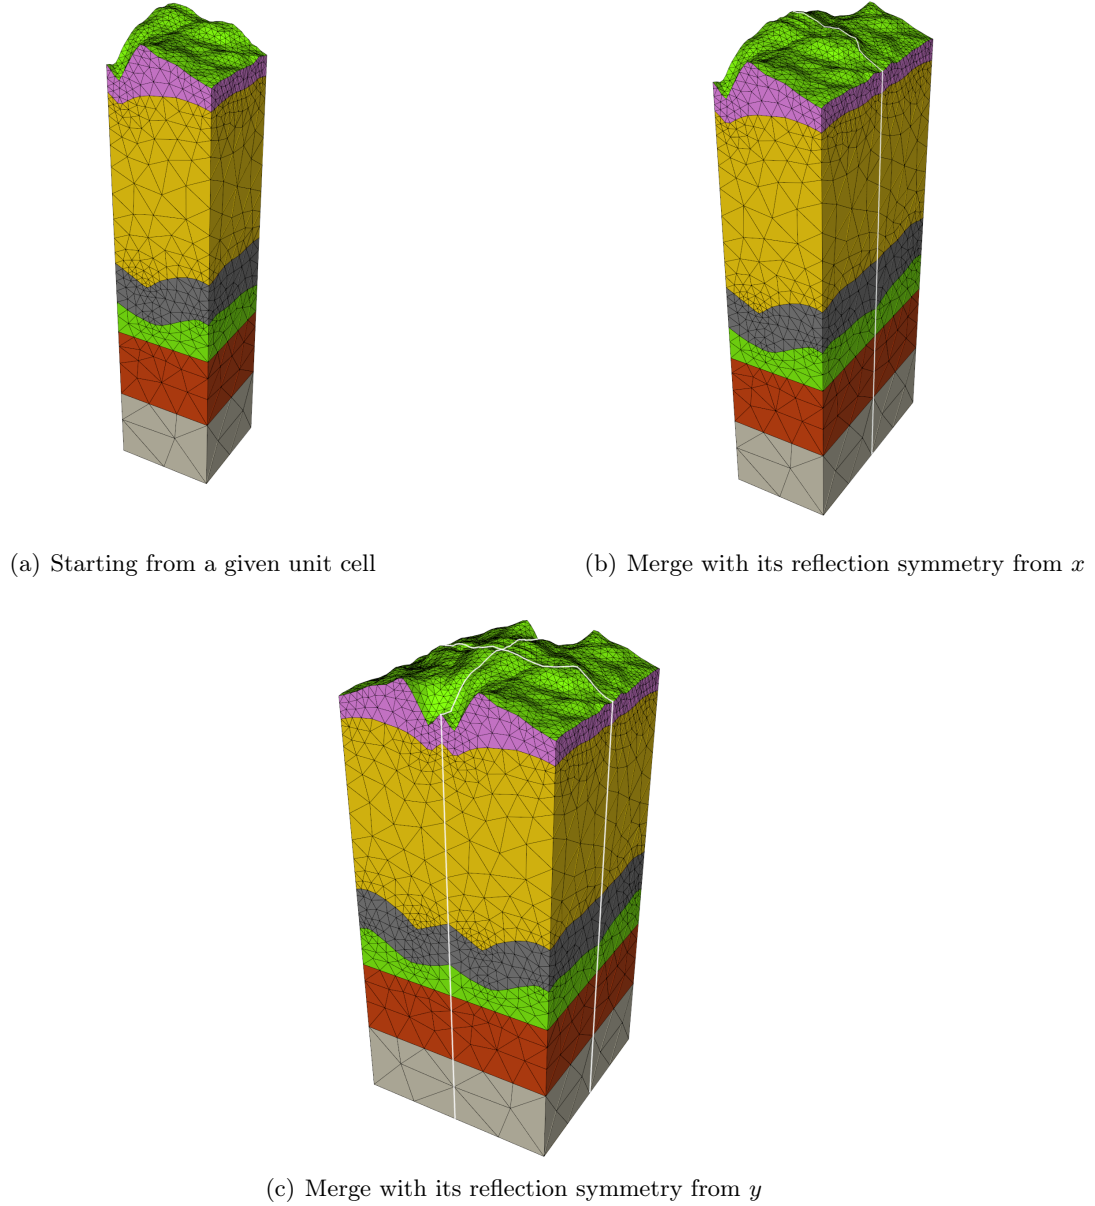 (a) Starting from a given unit cell
(b) Merge with its reflection symmetry from x
(c) Merge with its reflection symmetry from y